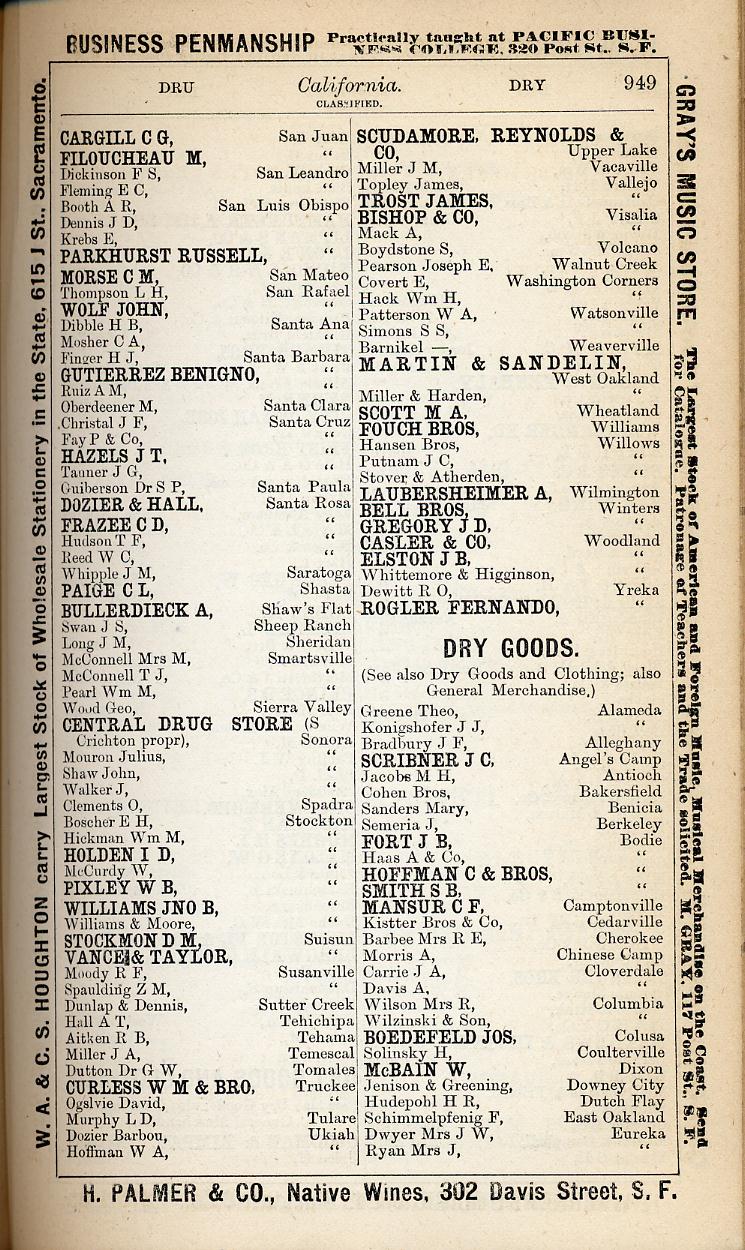 BUSINESS PENMANSHIP Practically taught at PACIFIC BUSI-
NESS COLLEGE, 320 Post St., S. F.
W. A. & C. S. HOUGHTON carry Largest Stock of Wholesale Stationery in the State, 615 J St., Sacramento.
DRU California. DRY 949
CLASSIFIED.
CARGILL C G, San Juan
FILOUCHEAU M, “
Dickinson F S, San Leandro
Fleming E C, “
Booth A R, San Luis Obispo
Dennis J D, “
Krebs E, “
PARKHURST RUSSELL, “
MORSE C M, San Mateo
Thompson L H, San Rafael
WOLF JOHN, “
Dibble H B, Santa Ana
Mosher C A, “
Finger H J, Santa Barbara
GUTIERREZ BENIGNO, “
Ruiz A M, “
Oberdeener M, Santa Clara
Christal J F, Santa Cruz
Fay P & Co, “
HAZELS J T, “
Tanner J G, “
Guiberson Dr S P, Santa Paula
DOZIER & HALL, Santa Rosa
FRAZEE C D, “
Hudson T F, “
Reed W C, “
Whipple J M, Saratoga
PAIGE C L, Shasta
BULLERDIECK A, Shaw's Flat
Swan J S, Sheep Ranch
Long J M, Sheridan
McConnell Mrs M, Smartsville
McConnell T J, “
Pearl Wm M, “
Wood Geo, Sierra Valley
CENTRAL DRUG STORE (S
Crichton propr), Sonora
Mouron Julius, “
Shaw John, “
Walker J, “
Clements O, Spadra
Boscher E H, Stockton
Hickman Wm M, “
HOLDEN I D, “
McCurdy W, “
PIXLEY W B, “
WILLIAMS JNO B, “
Williams & Moore, “
STOCKMON D M, Suisun
VANCE & TAYLOR, “
Moody R F, Susanville
Spaulding Z M, “
Dunlap & Dennis, Sutter Creek
Hall A T, Tehichipa
Aitken R B, Tehama
Miller J A, Temescal
Dutton Dr G W, Tomales
CURLESS W M & BRO, Truckee
Ogslvie David, “
Murphy L D, Tulare
Dozier Barbou, Ukiah
Hoffman W A, “
SCUDAMORE, REYNOLDS &
CO, Upper Lake
Miller J M, Vacaville
Topley James, Vallejo
TROST JAMES, “
BISHOP & CO, Visalia
Mack A, “
Boydstone S, Volcano
Pearson Joseph E, Walnut Creek
Covert E, Washington Corners
Hack Wm H, “
Patterson W A, Watsonville
Simons S S, “
Barnikel —, Weaverville
MARTIN & SANDELIN,
West Oakland
Miller & Harden, “
SCOTT M A, Wheatland
FOUCH BROS, Williams
Hansen Bros, Willows
Putnam J C, “
Stover & Atherden, “
LAUBERSHEIMER A, Wilmington
BELL BROS, Winters
GREGORY J D, “
CASLER & CO, Woodland
ELSTON J B, “
Whittemore & Higginson, “
Dewitt R O, Yreka
ROGLER FERNANDO, “
DRY GOODS.
(See also Dry Goods and Clothing; also
General Merchandise,)
Greene Theo, Alameda
Konigshofer J J, “
Bradbury J F, Alleghany
SCRIBNER J C, Angel's Camp
Jacobs M H, Antioch
Cohen Bros, Bakersfield
Sanders Mary, Benicia
Semeria J, Berkeley
FORT J B, Bodie
Haas A & Co, “
HOFFMAN C & BROS, “
SMITH S B, “
MANSUR C F, Camptonville
Kistter Bros & Co, Cedarville
Barbee Mrs R E, Cherokee
Morris A, Chinese Camp
Carrie J A, Cloverdale
Davis A, “
Wilson Mrs R, Columbia
Wilzinski & Son, “
BOEDEFELD JOS, Colusa
Solinsky H, Coulterville
McBAIN W, Dixon
Jenison & Greening, Downey City
Hudepohl H R, Dutch Flay
Schimmelpfenig F, East Oakland
Dwyer Mrs J W, Eureka
Ryan Mrs J, “
GRAY'S MUSIC STORE. The Largest Stock of American and Foreign Music, Musical Merchandise on the Coast. Send
for Catalogue. Patronage of Teachers and the Trade solicited. M. GRAY, 117 Post St., S. F.
H. PALMER & CO., Native Wines, 302 Davis Street, S. F.